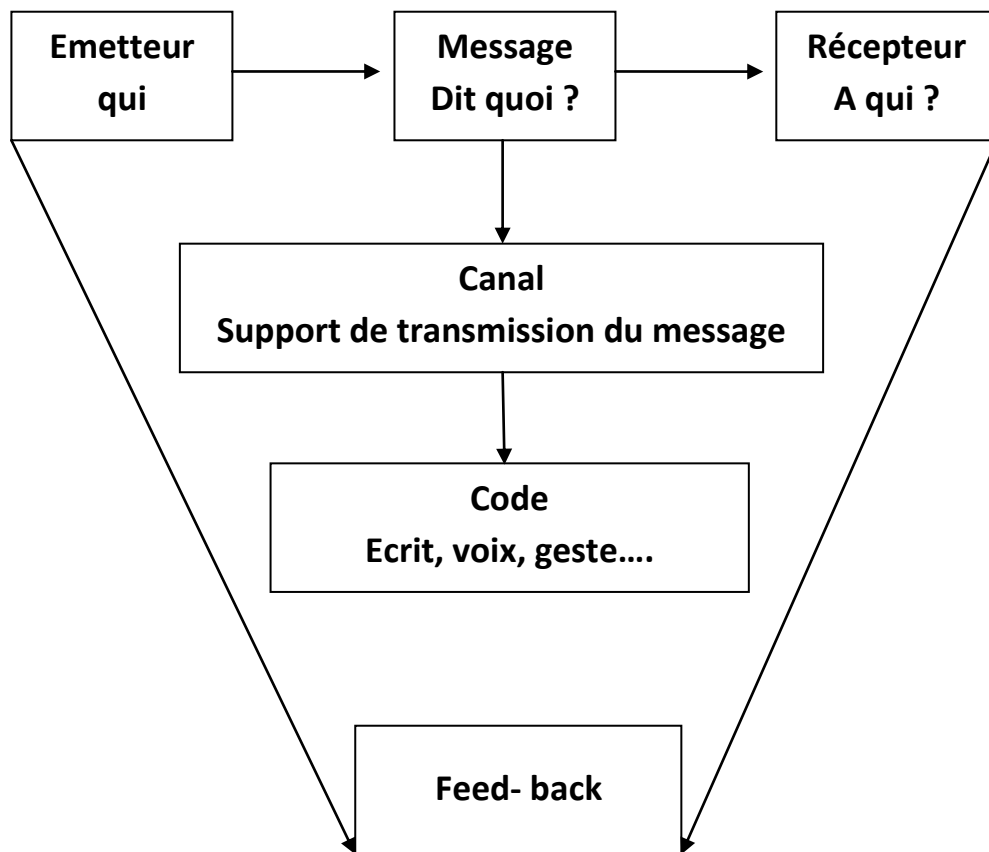 Emetteur
qui
Message
Dit quoi ?
Récepteur
A qui ?
Canal
Support de transmission du message
Code
Ecrit, voix, geste....
Feed- back